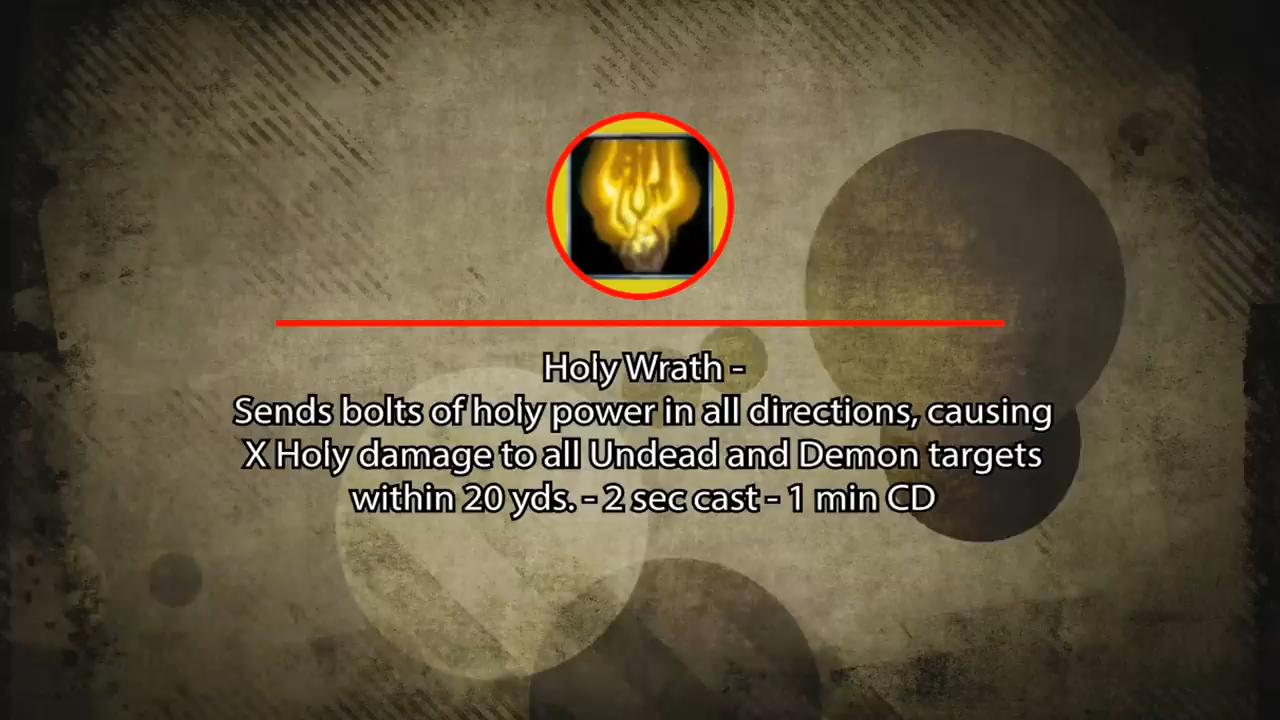 Holy Wrath -
Sends bolts of holy power in all directions, causing
X Holy damage to all Undead and Demon targets
within 20 yds. - 2 sec cast - 1 min CD